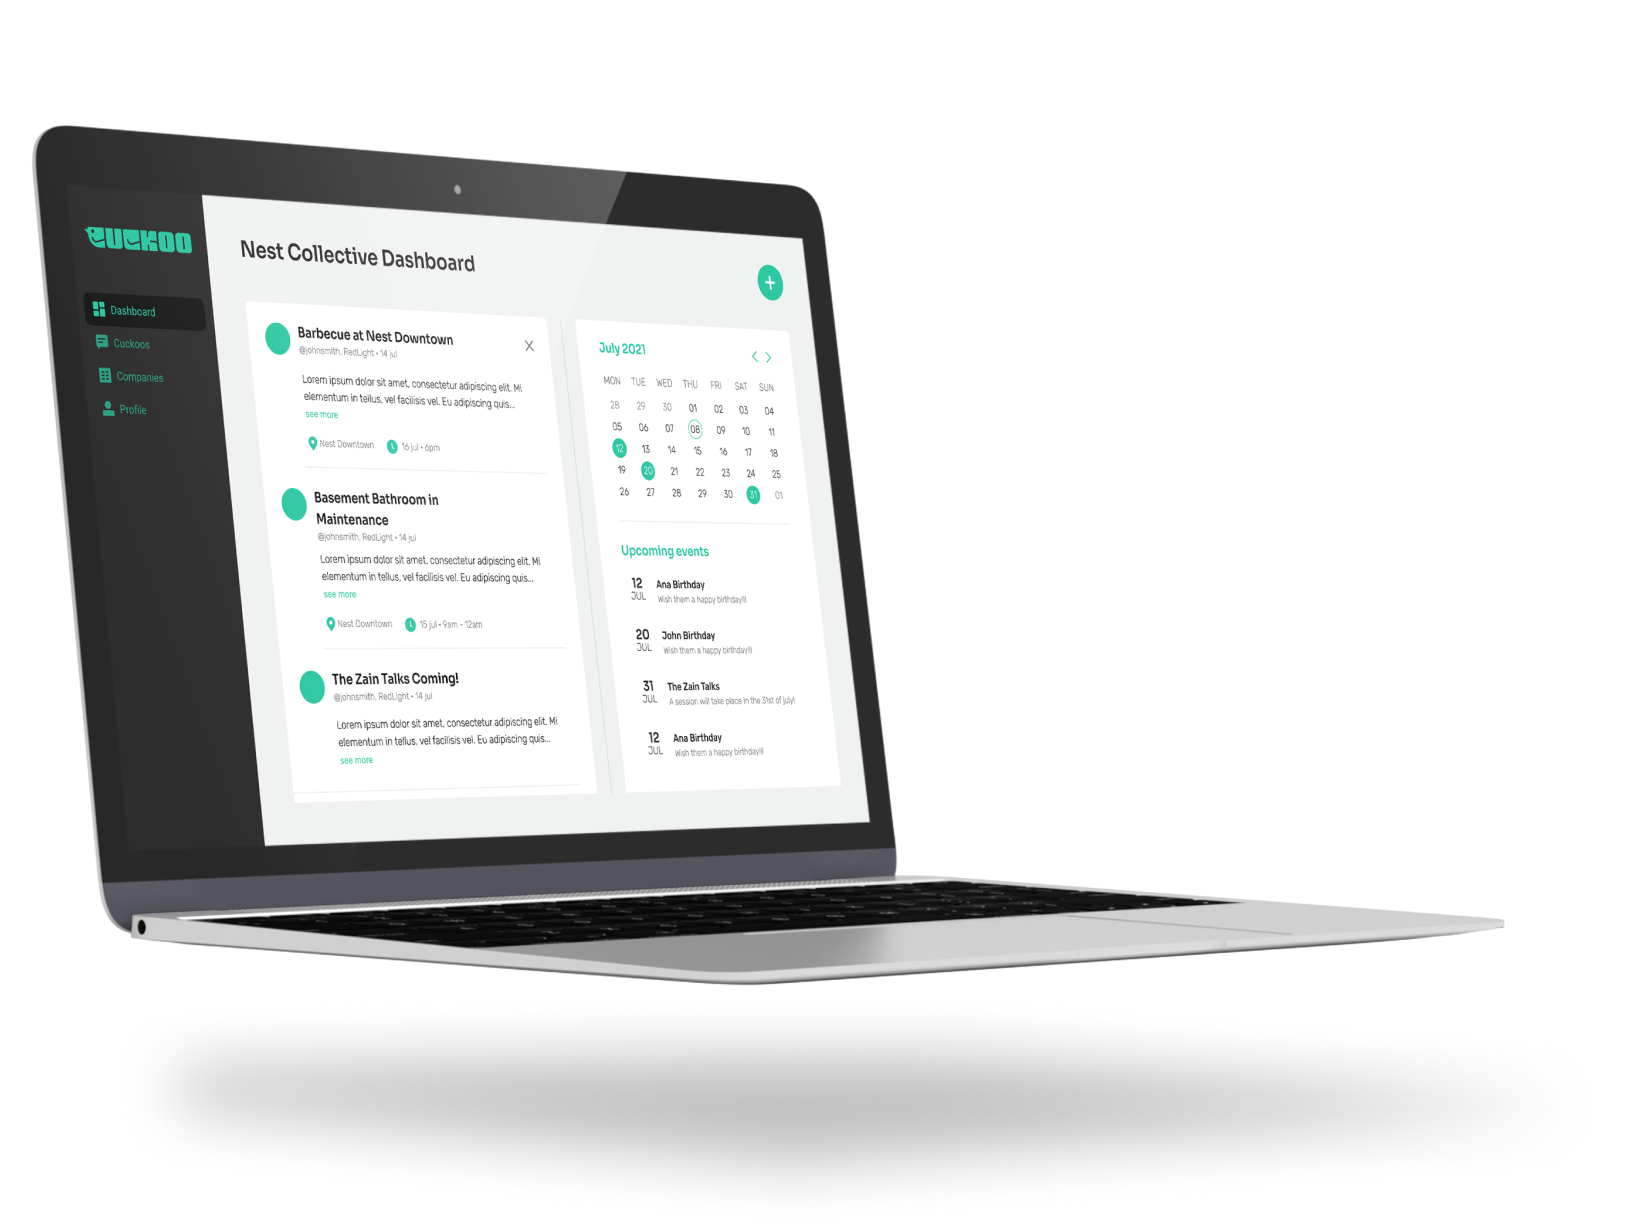 CUCKOO
Dashboard
Cuckoos
Companies
Profile
Nest Collective Dashboard
+
Barbecue at Nest Downtown
@johnsmith, RedLight • 14 jul
Lorem ipsum dolor sit amet, consectetur adipiscing elit. Mi
elementum in tellus, vel facilisis vel. Eu adipiscing quis...
see more
Nest Downtown 16 jul • 6pm
Basement Bathroom in
Maintenance
@johnsmith, RedLight • 14 jul
Lorem ipsum dolor sit amet, consectetur adipiscing elit. Mi
elementum in tellus, vel facilisis vel. Eu adipiscing quis...
see more
Nest Downtown 15 jul • 9am - 12am
The Zain Talks Coming!
@johnsmith, RedLight • 14 jul
Lorem ipsum dolor sit amet, consectetur adipiscing elit. Mi
elementum in tellus, vel facilisis vel. Eu adipiscing quis...
see more
July 2021
MON TUE WED THU FRI SAT SUN
28 29 30 01 02 03 04
05 06 07 08 09 10 11
12 13 14 15 16 17 18
19 20 21 22 23 24 25
26 27 28 29 30 31 01
Upcoming events
12 JUL
Ana Birthday
Wish them a happy birthday!!!
20 JUL
John Birthday
Wish them a happy birthday!!!
31 JUL
The Zain Talks
A session will take place in the 31st of july!
12 JUL
Ana Birthday
Wish them a happy birthday!!!